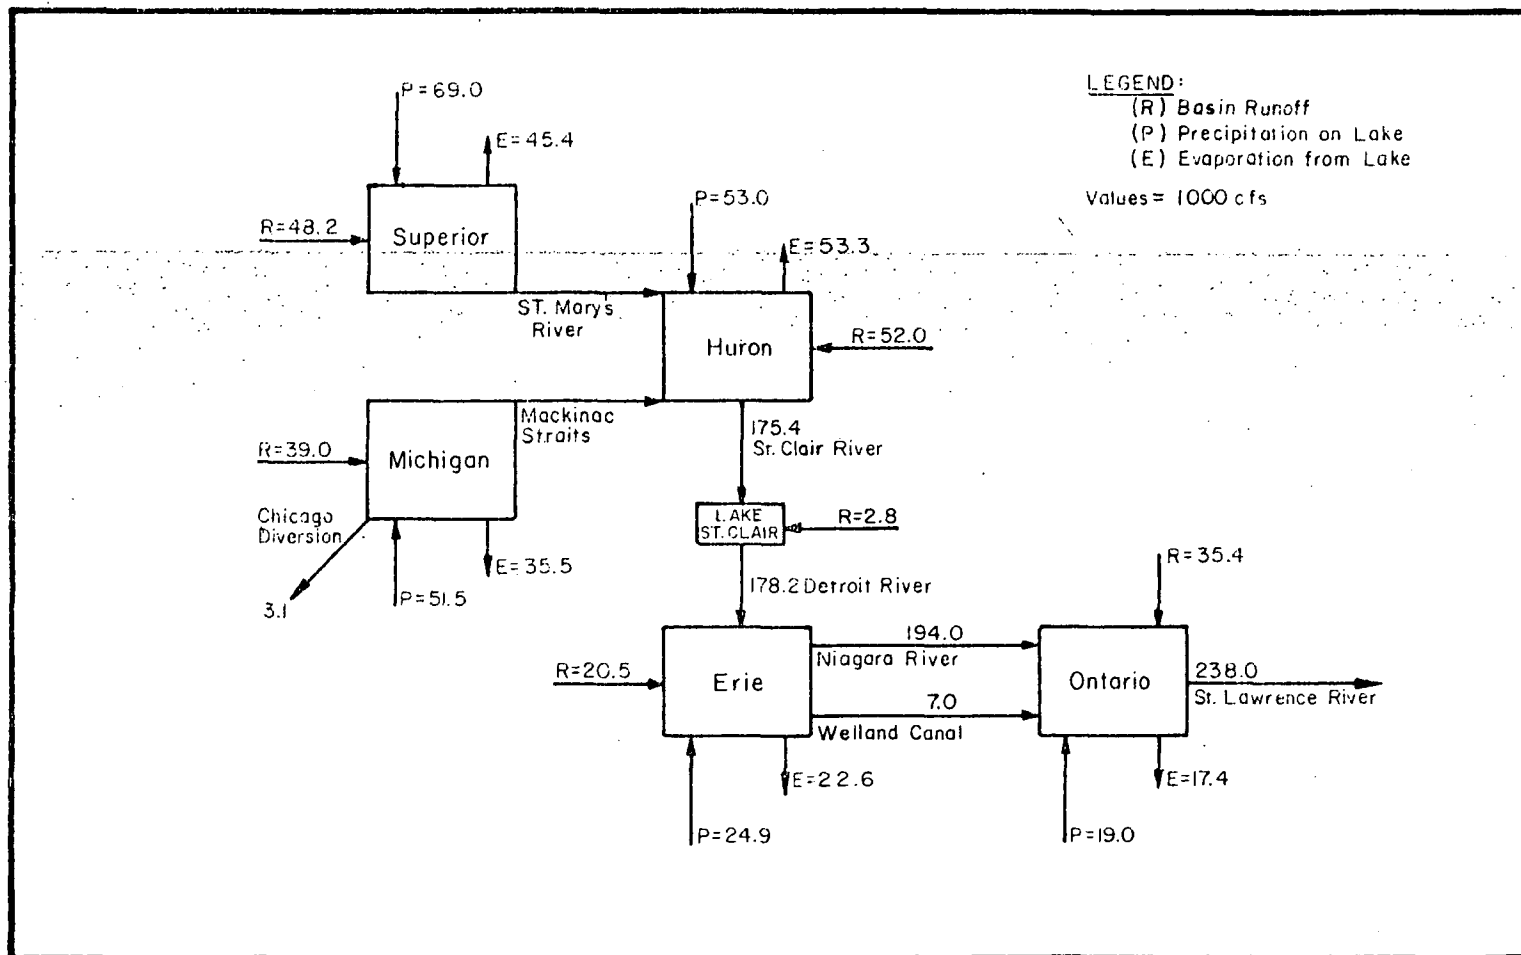 P=69.0
E=45.4
R=48.2
Superior
LEGEND:
(R) Basin Runoff
(P) Precipitation on Lake
(E) Evaporation from Lake
Values = 1000 cfs
P=53.0
E=53.3
ST. Mary's
River
Huron
R=52.0
Mackinac
Straits
R=39.0
Michigan
Chicago
Diversion
3.1
P=51.5
E=35.5
175.4
St. Clair River
LAKE
ST. CLAIR
R=2.8
178.2 Detroit River
R=20.5
Erie
194.0
Niagara River
7.0
Welland Canal
E=22.6
P=24.9
R=35.4
Ontario
238.0
St. Lawrence River
E=17.4
P=19.0